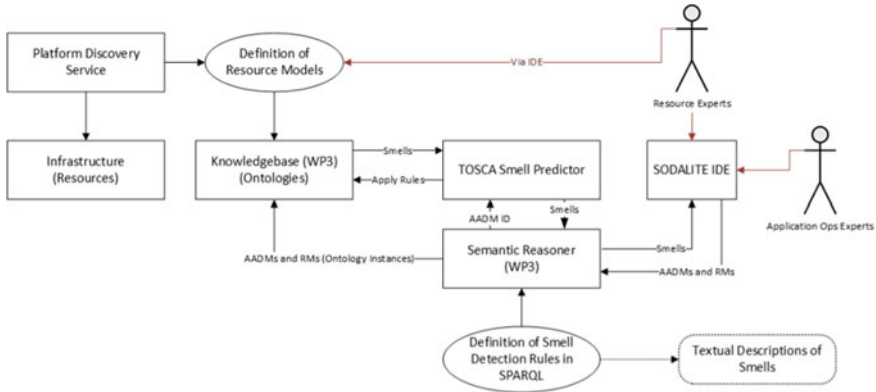 Platform Discovery
Service
Definition of
Resource Models
Via IDE
Resource Experts
Infrastructure
(Resources)
Knowledgebase (WP3)
(Ontologies)
Smells
Apply Rules
TOSCA Smell Predictor
SODALITE IDE
Application Ops Experts
AADM ID
Smells
AADMs and RMs (Ontology Instances)
Semantic Reasoner
(WP3)
Smells
AADMs and RMs
Definition of Smell
Detection Rules in
SPARQL
Textual Descriptions of
Smells